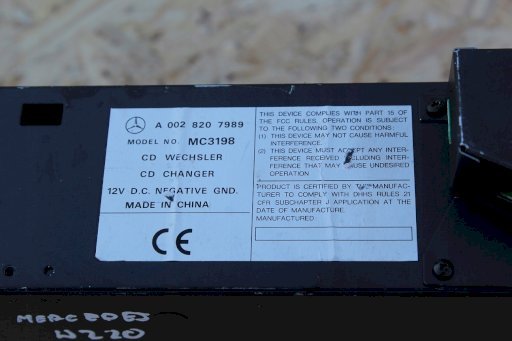 A 002 820 7989
MODEL NO. MC3198
CD WECHSLER
CD CHANGER
12V D.C. NEGATIVE GND.
MADE IN CHINA
CE
THIS DEVICE COMPLIES WITH PART 15 OF
THE FCC RULES. OPERATION IS SUBJECT
TO THE FOLLOWING TWO CONDITIONS:
(1) THIS DEVICE MAY NOT CAUSE HARMFUL
INTERFERENCE.
(2) THIS DEVICE MUST ACCEPT ANY INTER-
FERENCE RECEIVED INCLUDING INTER-
FERENCE THAT MAY CAUSE UNDESIRED
OPERATION.
PRODUCT IS CERTIFIED BY THE MANUFAC-
TURER TO COMPLY WITH DHHS RULES 21
CFR SUBCHAPTER J APPLICATION AT THE
DATE OF MANUFACTURE.
MANUFACTURED:
MERCEDES
W220